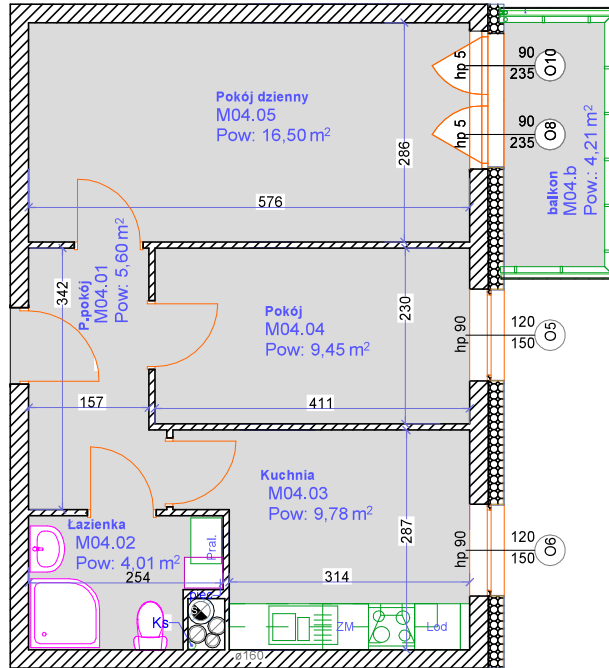 Pokój dzienny
M04.05
Pow: 16,50 m²
286
576
hp 5
90
235
O10
hp 5
90
235
O8
balkon
M04.b
Pow.: 4,21 m²
P.pokój
M04.01
Pow: 5,60 m²
342
157
Pokój
M04.04
Pow: 9,45 m²
230
411
hp 90
120
150
O5
Kuchnia
M04.03
Pow: 9,78 m²
287
314
hp 90
120
150
O6
Łazienka
M04.02
Pow: 4,01 m²
254
Pral.
piec
Ks
ø160
ZM
Lod